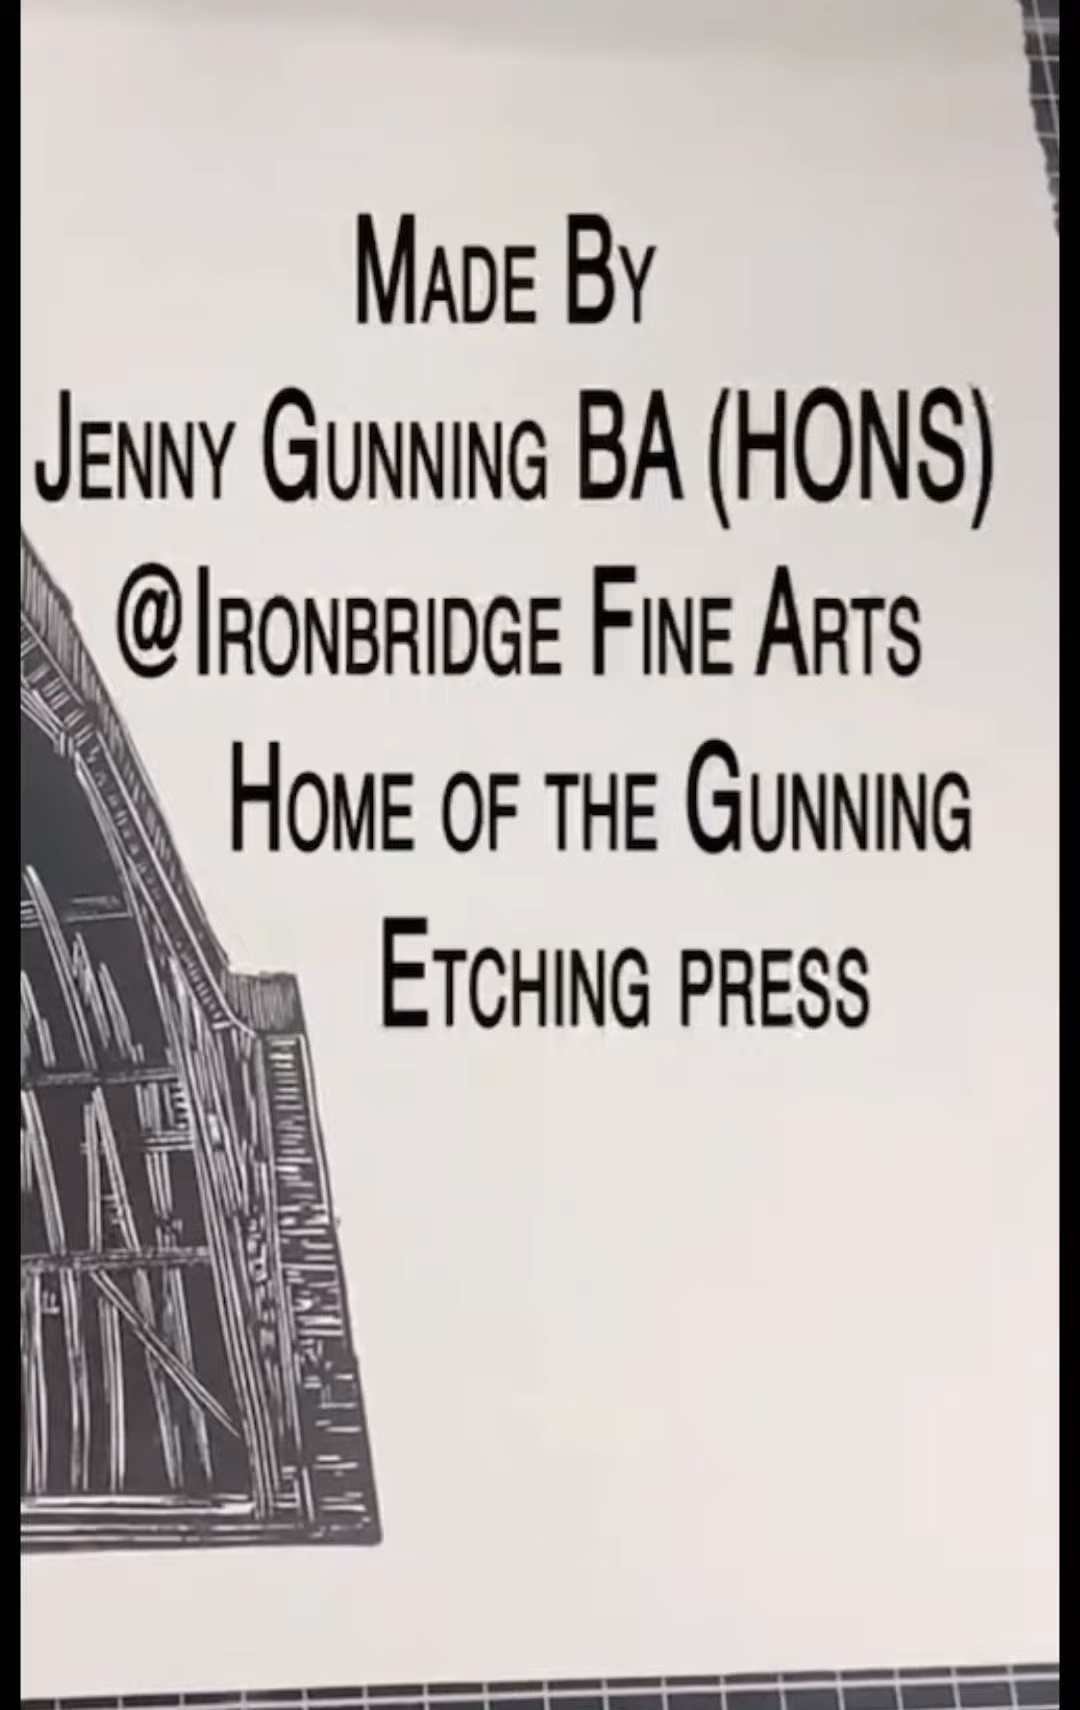 Made By
Jenny Gunning BA (HONS)
@Ironbridge Fine Arts
Home of the Gunning
Etching press